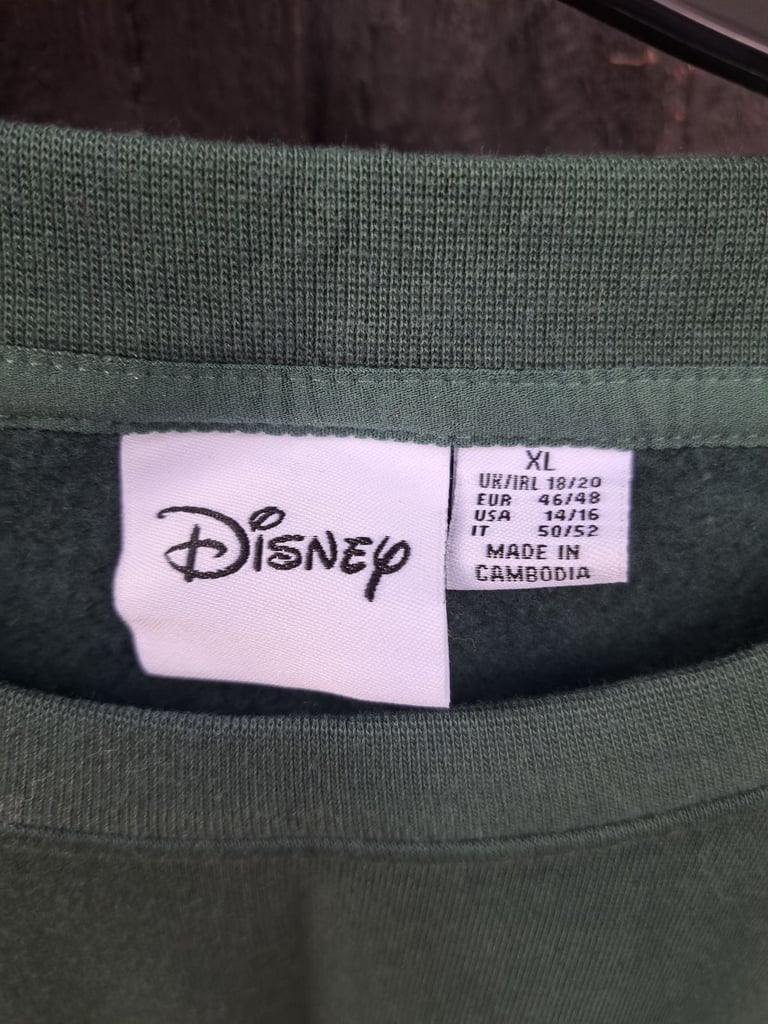 Disney
XL
UK/IRL 18/20
EUR 46/48
USA 14/16
IT 50/52
MADE IN
CAMBODIA